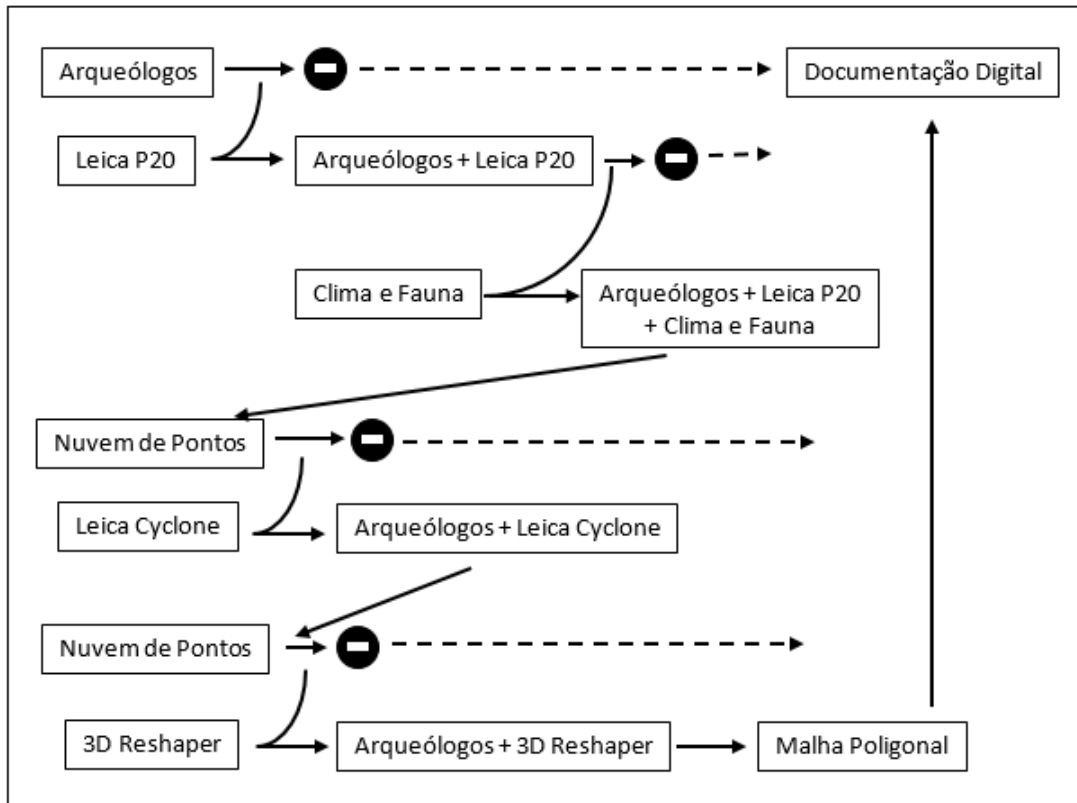 Arqueólogos
Documentação Digital
Leica P20
Arqueólogos + Leica P20
Clima e Fauna
Arqueólogos + Leica P20
+ Clima e Fauna
Nuvem de Pontos
Leica Cyclone
Arqueólogos + Leica Cyclone
Nuvem de Pontos
3D Reshaper
Arqueólogos + 3D Reshaper
Malha Poligonal